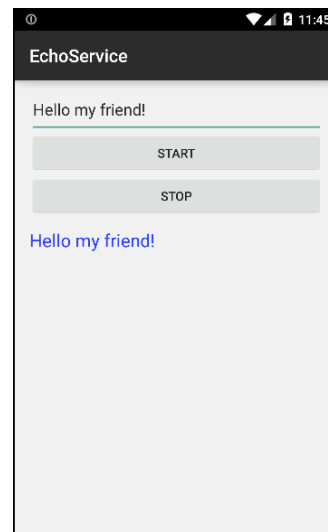 11:45
EchoService
Hello my friend!
START
STOP
Hello my friend!